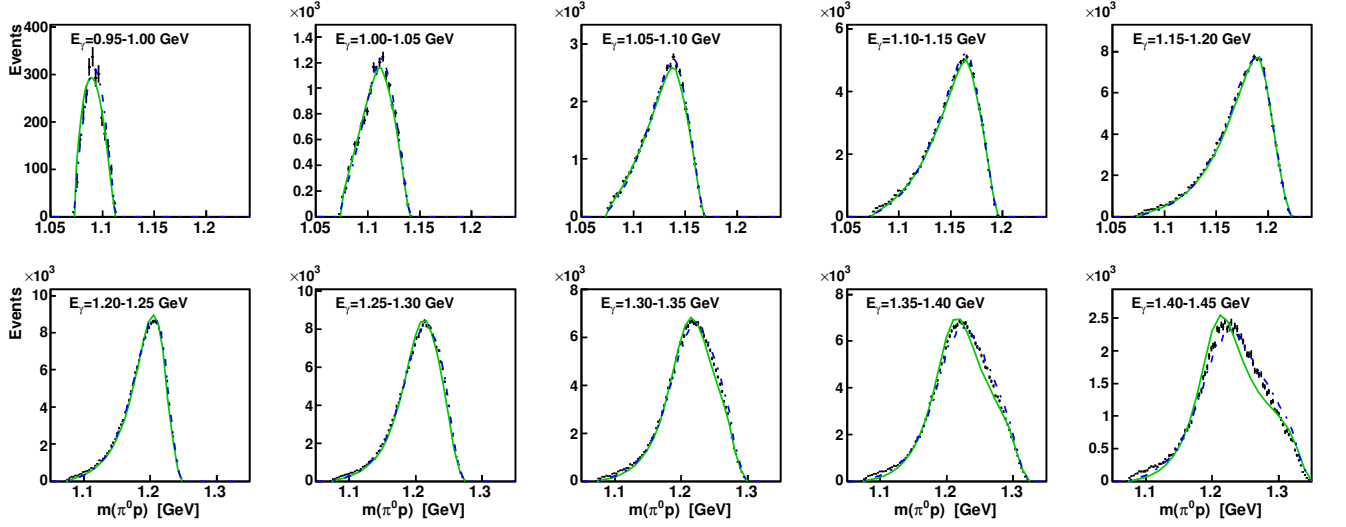 Events
400
300
200
100
0
1.05 1.1 1.15 1.2
Eγ=0.95-1.00 GeV
×10³
1.4
1.2
1
0.8
0.6
0.4
0.2
0
1.05 1.1 1.15 1.2
Eγ=1.00-1.05 GeV
×10³
3
2
1
0
1.05 1.1 1.15 1.2
Eγ=1.05-1.10 GeV
×10³
6
4
2
0
1.05 1.1 1.15 1.2
Eγ=1.10-1.15 GeV
×10³
8
6
4
2
0
1.05 1.1 1.15 1.2
Eγ=1.15-1.20 GeV
Events
×10³
10
8
6
4
2
0
1.1 1.2 1.3
m(π⁰p) [GeV]
Eγ=1.20-1.25 GeV
×10³
10
8
6
4
2
0
1.1 1.2 1.3
m(π⁰p) [GeV]
Eγ=1.25-1.30 GeV
×10³
8
6
4
2
0
1.1 1.2 1.3
m(π⁰p) [GeV]
Eγ=1.30-1.35 GeV
×10³
8
6
4
2
0
1.1 1.2 1.3
m(π⁰p) [GeV]
Eγ=1.35-1.40 GeV
×10³
2.5
2
1.5
1
0.5
0
1.1 1.2 1.3
m(π⁰p) [GeV]
Eγ=1.40-1.45 GeV